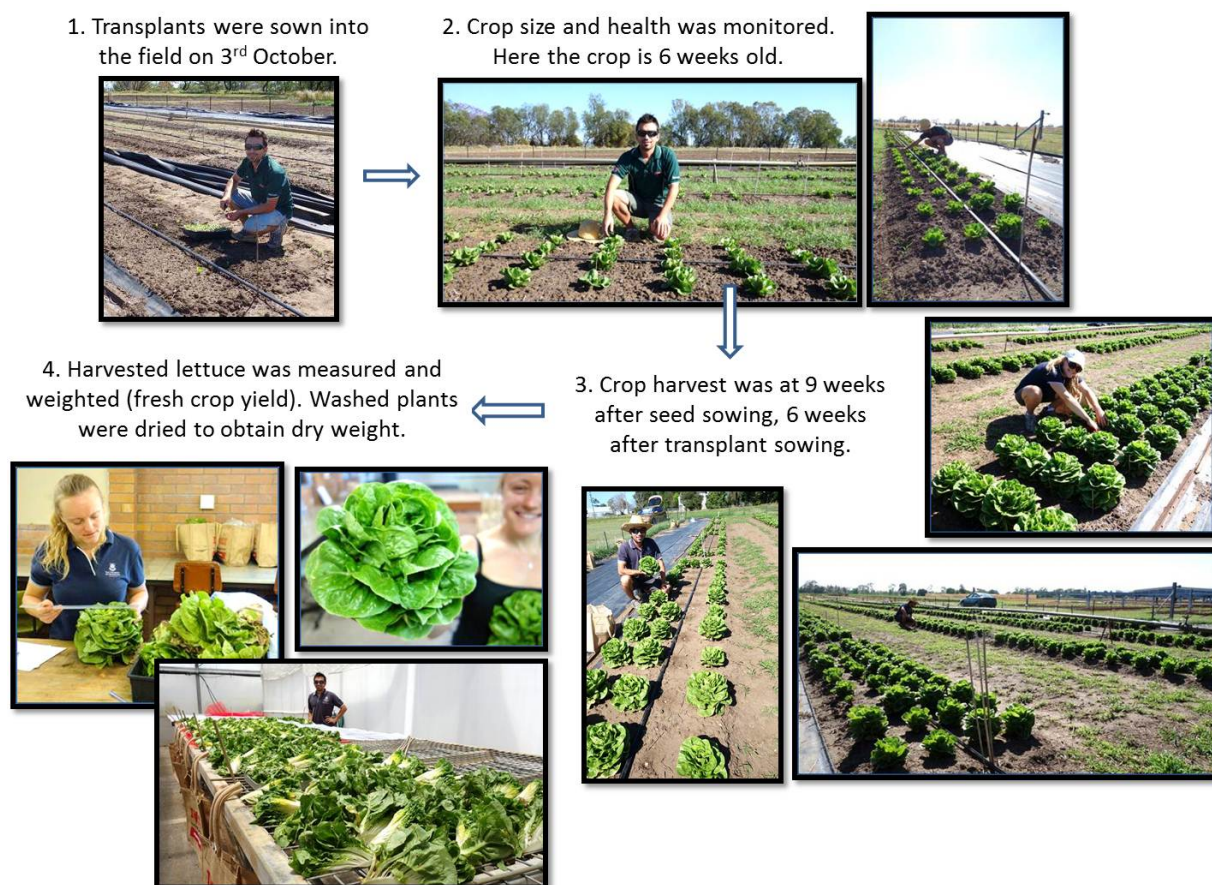 1. Transplants were sown into
the field on 3rd October.
2. Crop size and health was monitored.
Here the crop is 6 weeks old.
4. Harvested lettuce was measured and
weighted (fresh crop yield). Washed plants
were dried to obtain dry weight.
3. Crop harvest was at 9 weeks
after seed sowing, 6 weeks
after transplant sowing.